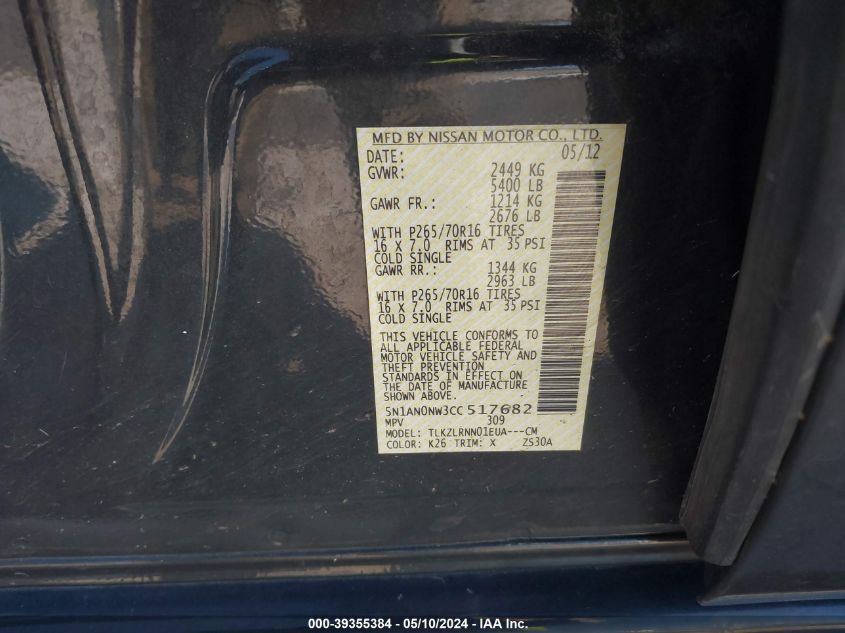 MFD BY NISSAN MOTOR CO., LTD.
DATE: 05/12
GVWR: 2449 KG
5400 LB
GAWR FR.: 1214 KG
2676 LB
WITH P265/70R16 TIRES
16 X 7.0 RIMS AT 35 PSI
COLD SINGLE
GAWR RR.: 1344 KG
2963 LB
WITH P265/70R16 TIRES
16 X 7.0 RIMS AT 35 PSI
COLD SINGLE
THIS VEHICLE CONFORMS TO
ALL APPLICABLE FEDERAL
MOTOR VEHICLE SAFETY AND
THEFT PREVENTION
STANDARDS IN EFFECT ON
THE DATE OF MANUFACTURE
SHOWN ABOVE.
5N1AN0NW3CC517682
MPV 309
MODEL: TLKZLRNN01EUA---CM
COLOR: K26 TRIM: X ZS30A
000-39355384 - 05/10/2024 - IAA Inc.